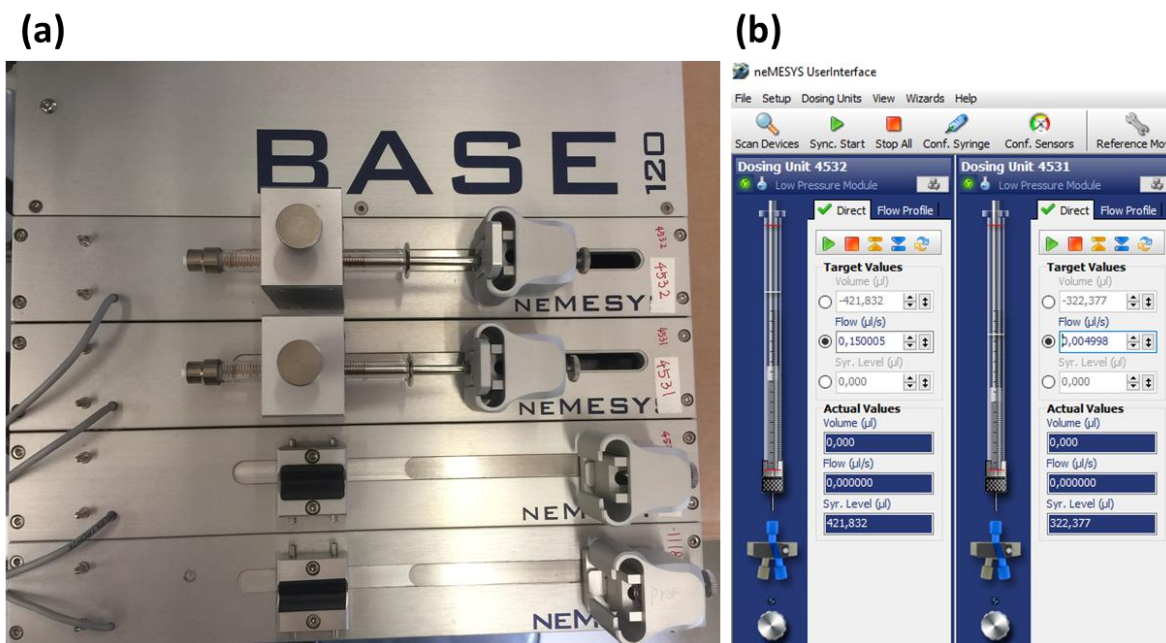 (a)
BASE 120
4532
4532
NEMESYS
4531
4531
NEMESYS
45
NEM
1118
NEM
(b)
neMESYS UserInterface
File Setup Dosing Units View Wizards Help
Scan Devices Sync. Start Stop All Conf. Syringe Conf. Sensors Reference Mov
Dosing Unit 4532
Low Pressure Module
Direct Flow Profile
Target Values
Volume (µl)
-421,832
Flow (µl/s)
0,150005
Syr. Level (µl)
0,000
Actual Values
Volume (µl)
0,000
Flow (µl/s)
0,000000
Syr. Level (µl)
421,832
Dosing Unit 4531
Low Pressure Module
Direct Flow Profile
Target Values
Volume (µl)
-322,377
Flow (µl/s)
0,004998
Syr. Level (µl)
0,000
Actual Values
Volume (µl)
0,000
Flow (µl/s)
0,000000
Syr. Level (µl)
322,377